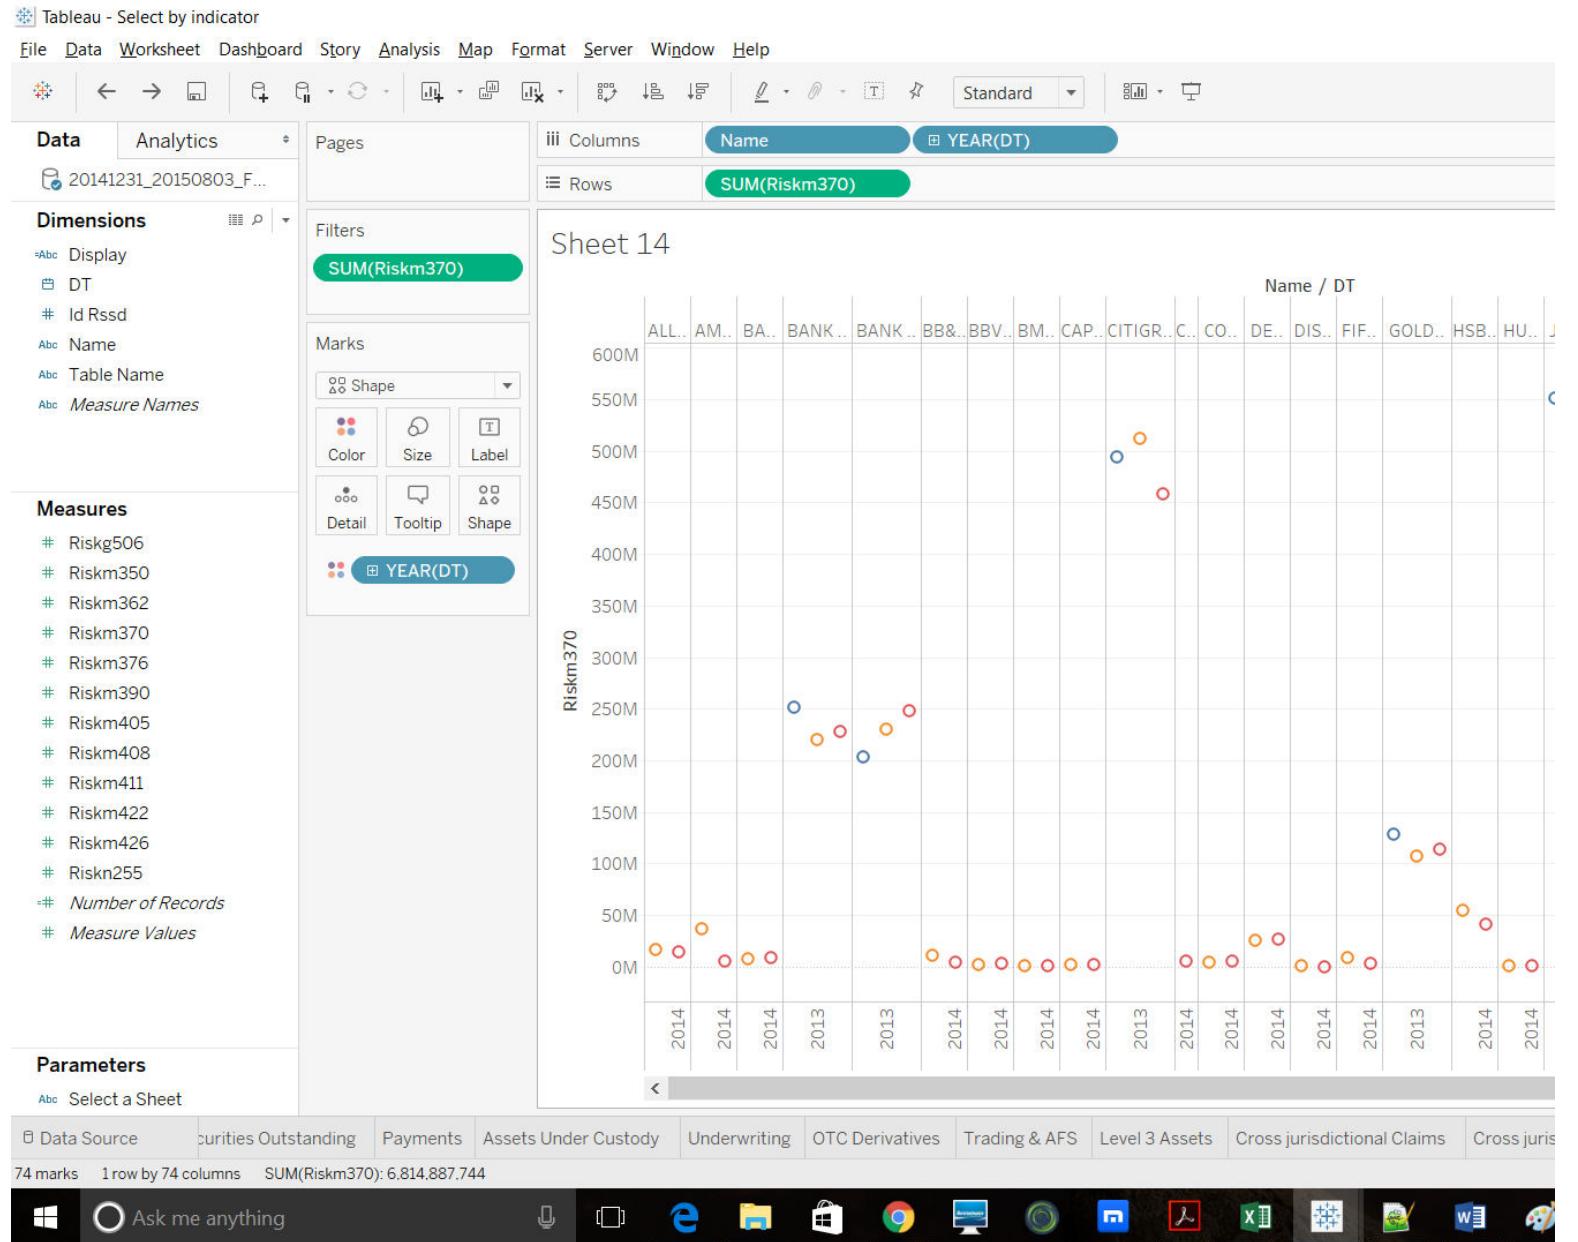 Tableau - Select by indicator
File Data Worksheet Dashboard Story Analysis Map Format Server Window Help
Standard
Data Analytics
20141231_20150803_F...
Dimensions
Abc Display
DT
Id Rssd
Abc Name
Abc Table Name
Abc Measure Names
Measures
Riskg506
Riskm350
Riskm362
Riskm370
Riskm376
Riskm390
Riskm405
Riskm408
Riskm411
Riskm422
Riskm426
Riskn255
Number of Records
Measure Values
Parameters
Abc Select a Sheet
Pages
Filters
SUM(Riskm370)
Marks
Shape
Color Size Label
Detail Tooltip Shape
YEAR(DT)
Columns Name YEAR(DT)
Rows SUM(Riskm370)
Sheet 14
Name / DT
ALL.. AM.. BA.. BANK .. BANK .. BB&.. BBV.. BM.. CAP.. CITIGR.. C.. CO.. DE.. DIS.. FIF.. GOLD.. HSB.. HU..
600M
550M
500M
450M
400M
350M
300M
250M
200M
150M
100M
50M
0M
Riskm370
2014 2014 2014 2013 2013 2014 2014 2014 2014 2013 2014 2014 2014 2014 2014 2013 2014 2014
Data Source curities Outstanding Payments Assets Under Custody Underwriting OTC Derivatives Trading & AFS Level 3 Assets Cross jurisdictional Claims Cross juris
74 marks 1 row by 74 columns SUM(Riskm370): 6,814,887,744
Ask me anything